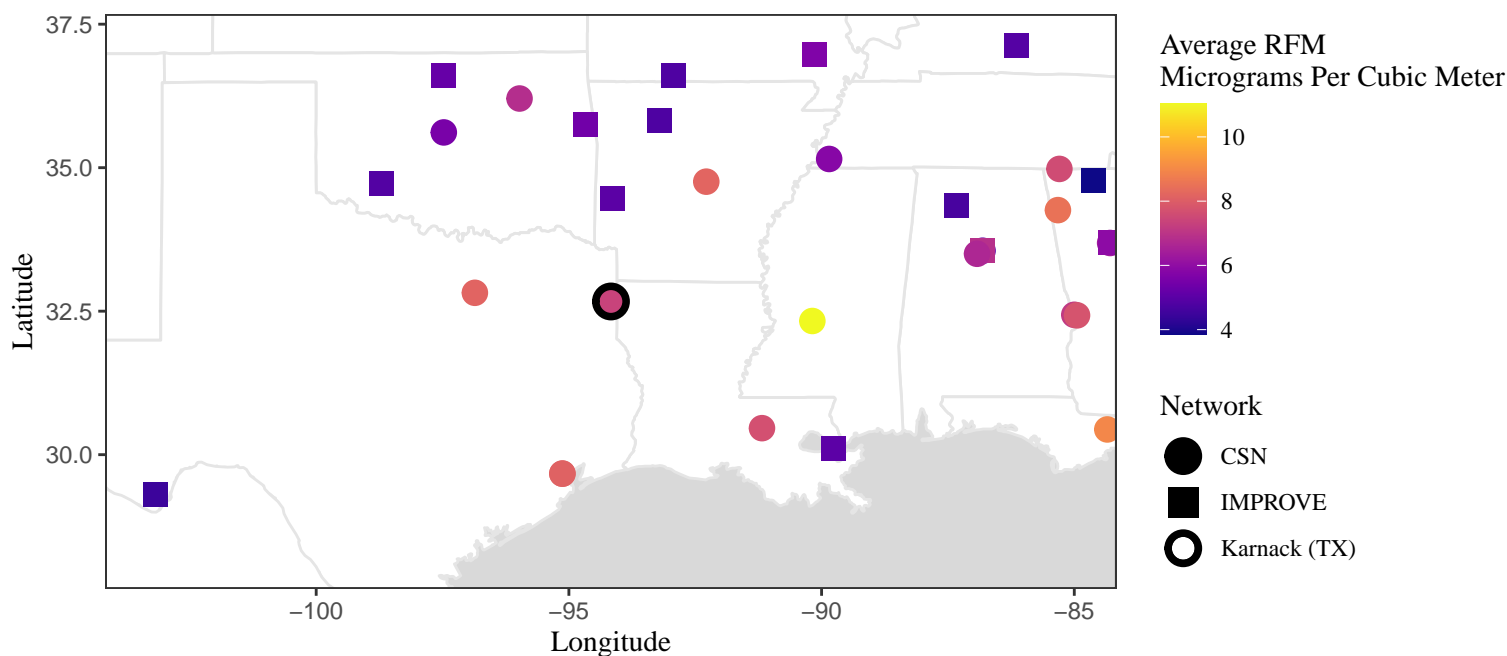 37.5
35.0
32.5
30.0
Latitude
−100
−95
−90
−85
Longitude
Average RFM
Micrograms Per Cubic Meter
10
8
6
4
Network
CSN
IMPROVE
Karnack (TX)